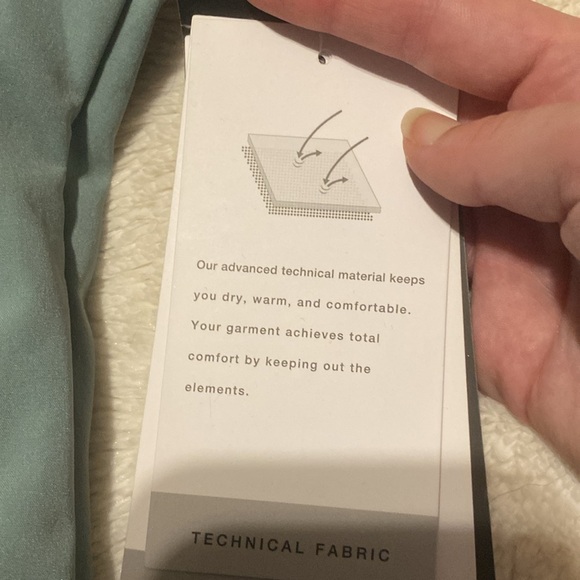 Our advanced technical material keeps
you dry, warm, and comfortable.
Your garment achieves total
comfort by keeping out the
elements.
TECHNICAL FABRIC